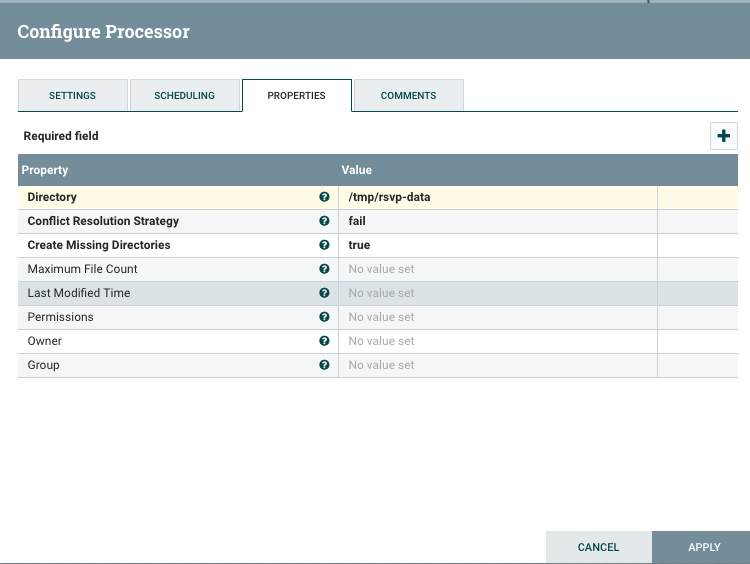 Configure Processor
SETTINGS SCHEDULING PROPERTIES COMMENTS
Required field
Property Value
Directory /tmp/rsvp-data
Conflict Resolution Strategy fail
Create Missing Directories true
Maximum File Count No value set
Last Modified Time No value set
Permissions No value set
Owner No value set
Group No value set
CANCEL APPLY